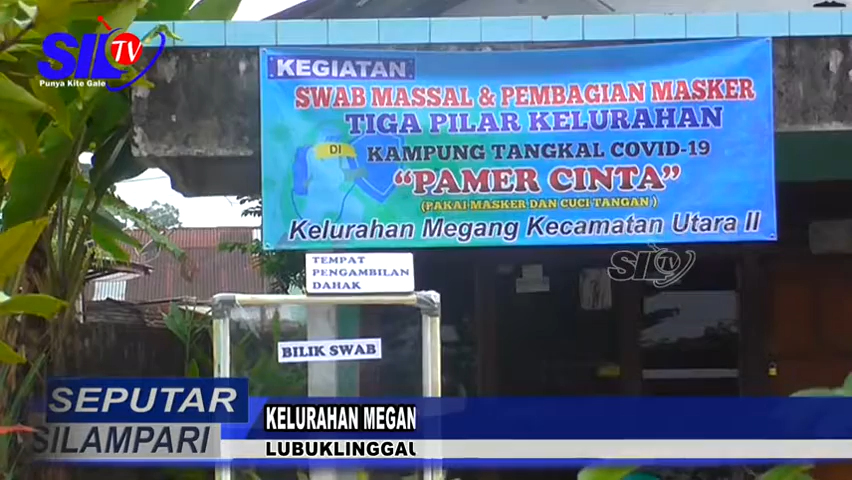 SIL TV
Punya Kite Gale
KEGIATAN
SWAB MASSAL & PEMBAGIAN MASKER
TIGA PILAR KELURAHAN
DI KAMPUNG TANGKAL COVID-19
"PAMER CINTA"
(PAKAI MASKER DAN CUCI TANGAN)
Kelurahan Megang Kecamatan Utara II
SIL TV
TEMPAT
PENGAMBILAN
DAHAK
BILIK SWAB
SEPUTAR
SILAMPARI
KELURAHAN MEGAN
LUBUKLINGGAU